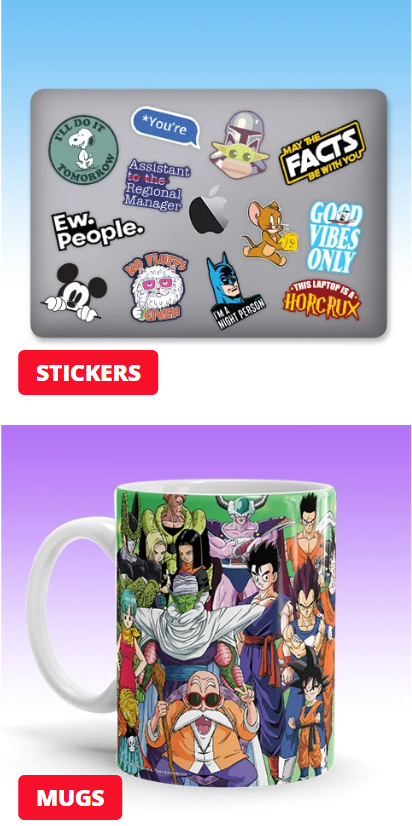 I'LL DO IT
TOMORROW
*You're
Assistant
to the
Regional
Manager
MAY THE
FACTS
BE WITH YOU
Ew.
People.
GOOD
VIBES
ONLY
NO FLUFFS
GIVEN
I'M A
NIGHT PERSON
THIS LAPTOP IS A
HORCRUX
STICKERS
MUGS